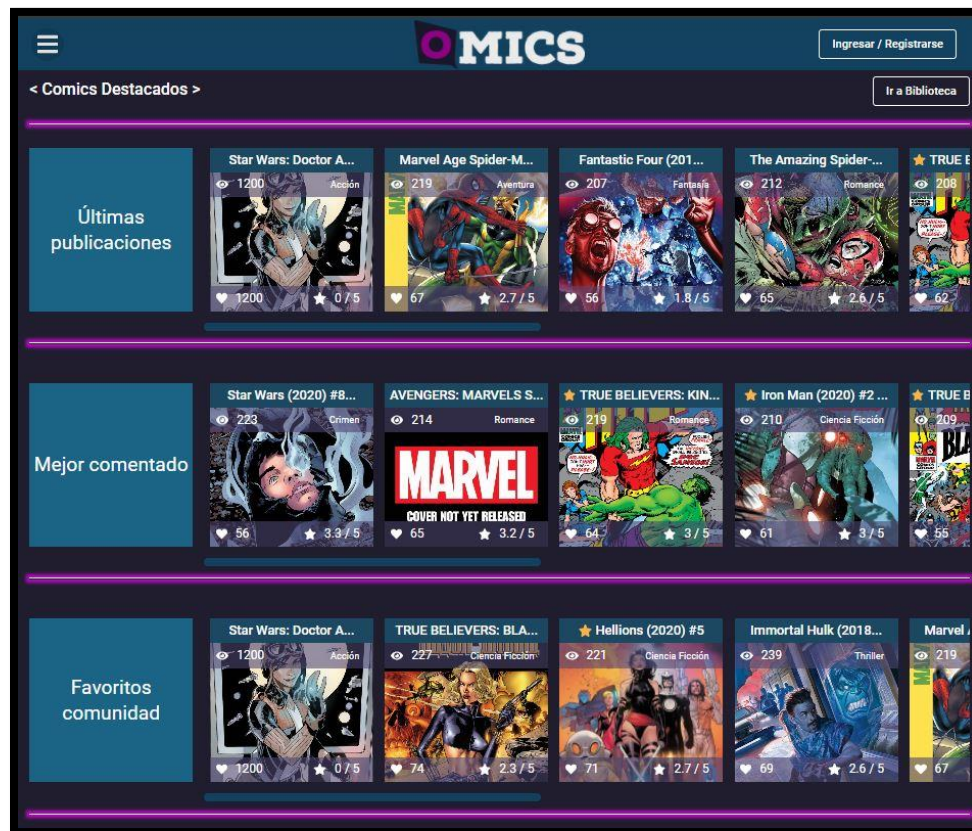 OMICS
Ingresar / Registrarse
< Comics Destacados >
Ir a Biblioteca
Últimas
publicaciones
Star Wars: Doctor A...
1200 Acción
1200 0 / 5
Marvel Age Spider-M...
219 Aventura
67 2.7 / 5
Fantastic Four (201...
207 Fantasía
56 1.8 / 5
The Amazing Spider-...
212 Romance
65 2.6 / 5
TRUE
208
62
Mejor comentado
Star Wars (2020) #8...
223 Crimen
56 3.3 / 5
AVENGERS: MARVELS S...
214 Romance
MARVEL
COVER NOT YET RELEASED
65 3.2 / 5
TRUE BELIEVERS: KIN...
219 Romance
64 3 / 5
Iron Man (2020) #2 ...
210 Ciencia Ficción
61 3 / 5
TRUE
209
55
Favoritos
comunidad
Star Wars: Doctor A...
1200 Acción
1200 0 / 5
TRUE BELIEVERS: BLA...
227 Ciencia Ficción
74 2.3 / 5
Hellions (2020) #5
221 Ciencia Ficción
71 2.7 / 5
Immortal Hulk (2018...
239 Thriller
69 2.6 / 5
Marvel
219
67